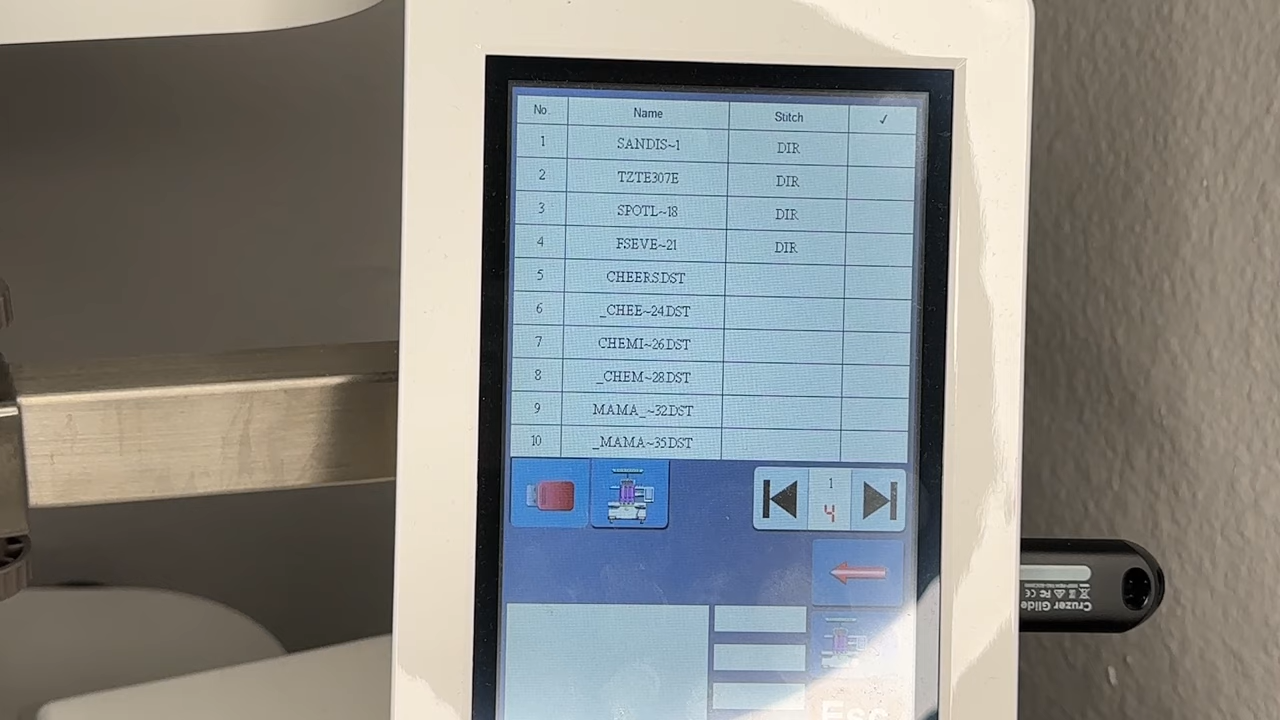 No. Name Stitch ✓
1 SANDIS~1 DIR
2 TZTE307E DIR
3 SPOTL~18 DIR
4 FSEVE~21 DIR
5 CHEERS.DST
6 _CHEE~24.DST
7 CHEMI~26.DST
8 _CHEM~28.DST
9 MAMA_~32.DST
10 _MAMA~35.DST
1
4
Cruzer Glide
Esc